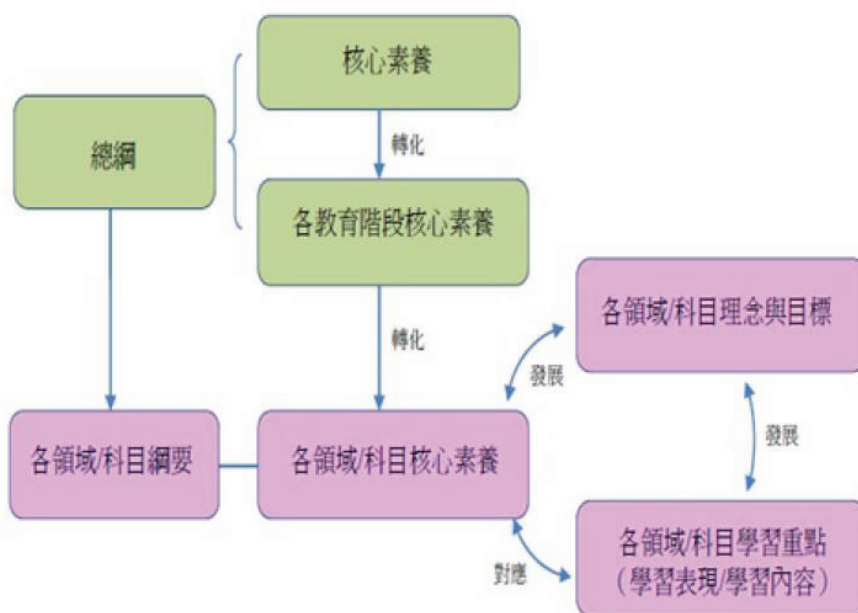 核心素養
總綱
轉化
各教育階段核心素養
轉化
各領域/科目理念與目標
發展
發展
各領域/科目綱要
各領域/科目核心素養
對應
各領域/科目學習重點
（學習表現/學習內容）